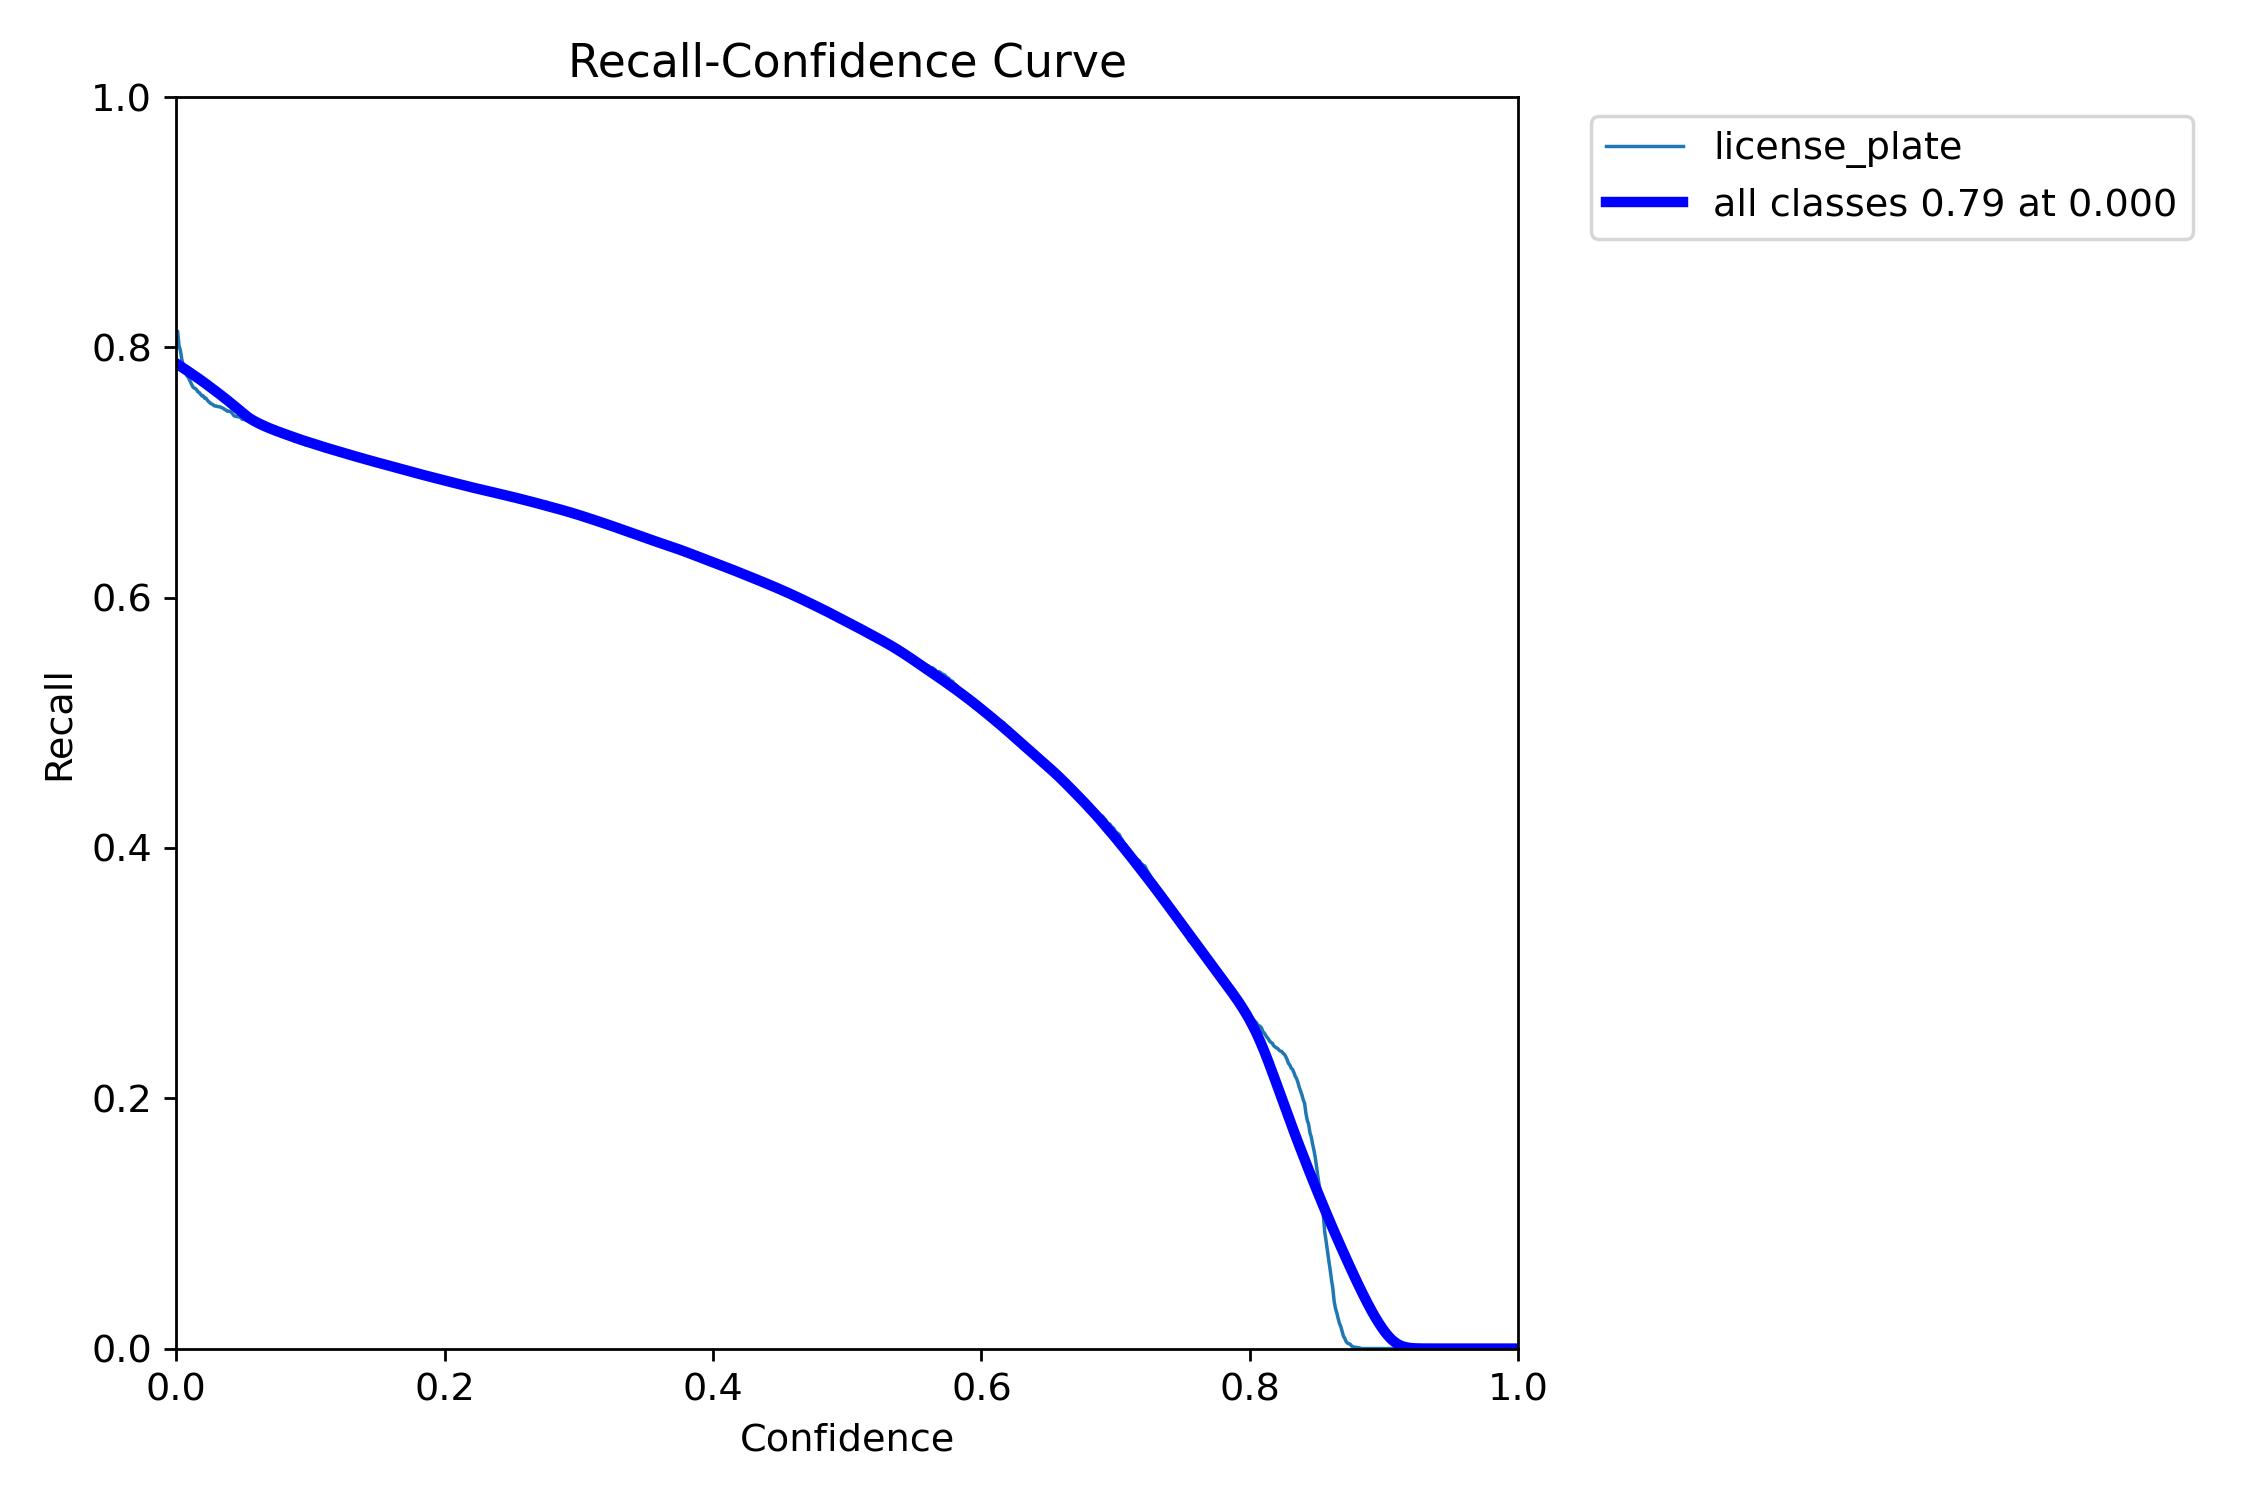 Recall-Confidence Curve
1.0
0.8
0.6
0.4
0.2
0.0
Recall
0.0 0.2 0.4 0.6 0.8 1.0
Confidence
license_plate
all classes 0.79 at 0.000